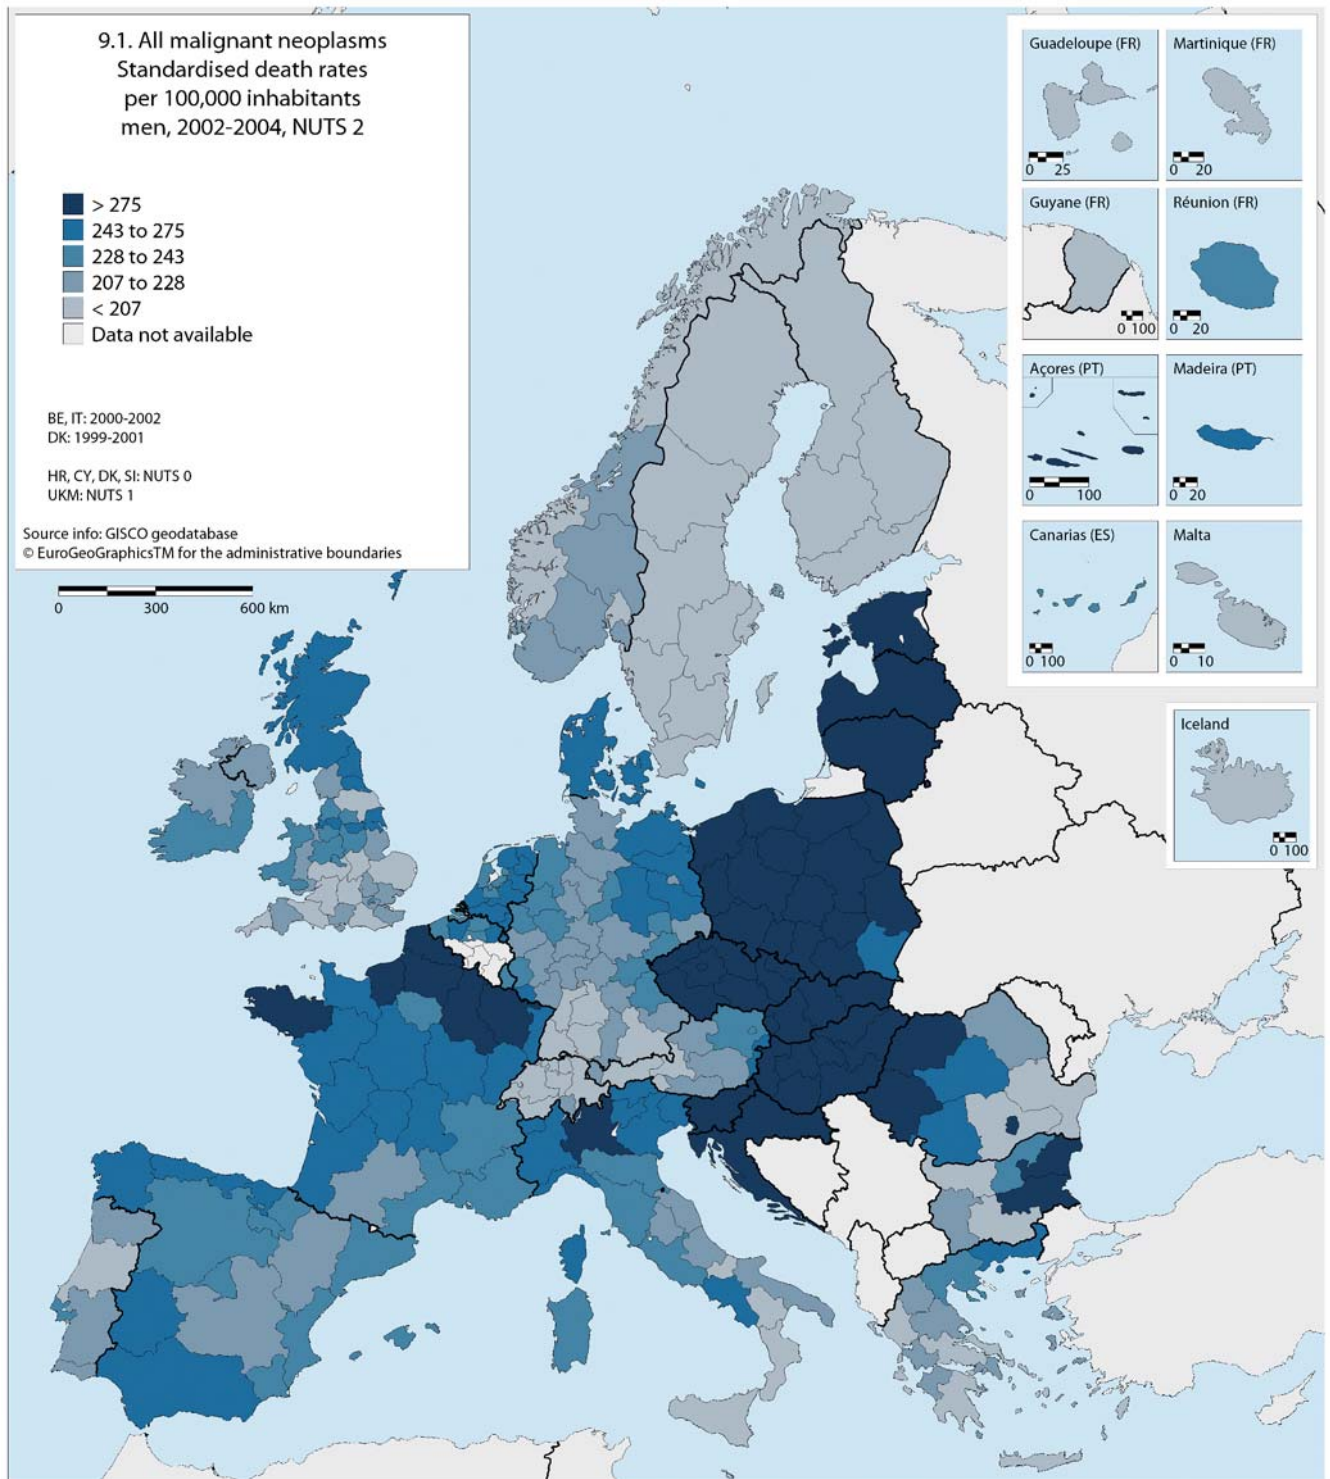 9.1. All malignant neoplasms
Standardised death rates
per 100,000 inhabitants
men, 2002-2004, NUTS 2
> 275
243 to 275
228 to 243
207 to 228
< 207
Data not available
BE, IT: 2000-2002
DK: 1999-2001
HR, CY, DK, SI: NUTS 0
UKM: NUTS 1
Source info: GISCO geodatabase
© EuroGeoGraphicsTM for the administrative boundaries
0 300 600 km
Guadeloupe (FR)
0 25
Martinique (FR)
0 20
Guyane (FR)
0 100
Réunion (FR)
0 20
Açores (PT)
0 100
Madeira (PT)
0 20
Canarias (ES)
0 100
Malta
0 10
Iceland
0 100